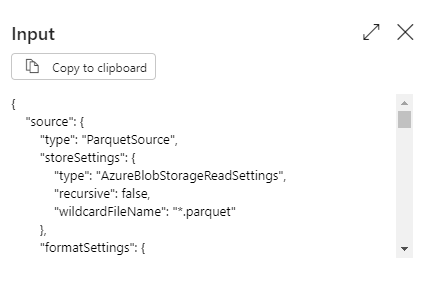 Input
Copy to clipboard
{
"source": {
"type": "ParquetSource",
"storeSettings": {
"type": "AzureBlobStorageReadSettings",
"recursive": false,
"wildcardFileName": "*.parquet"
},
"formatSettings": {